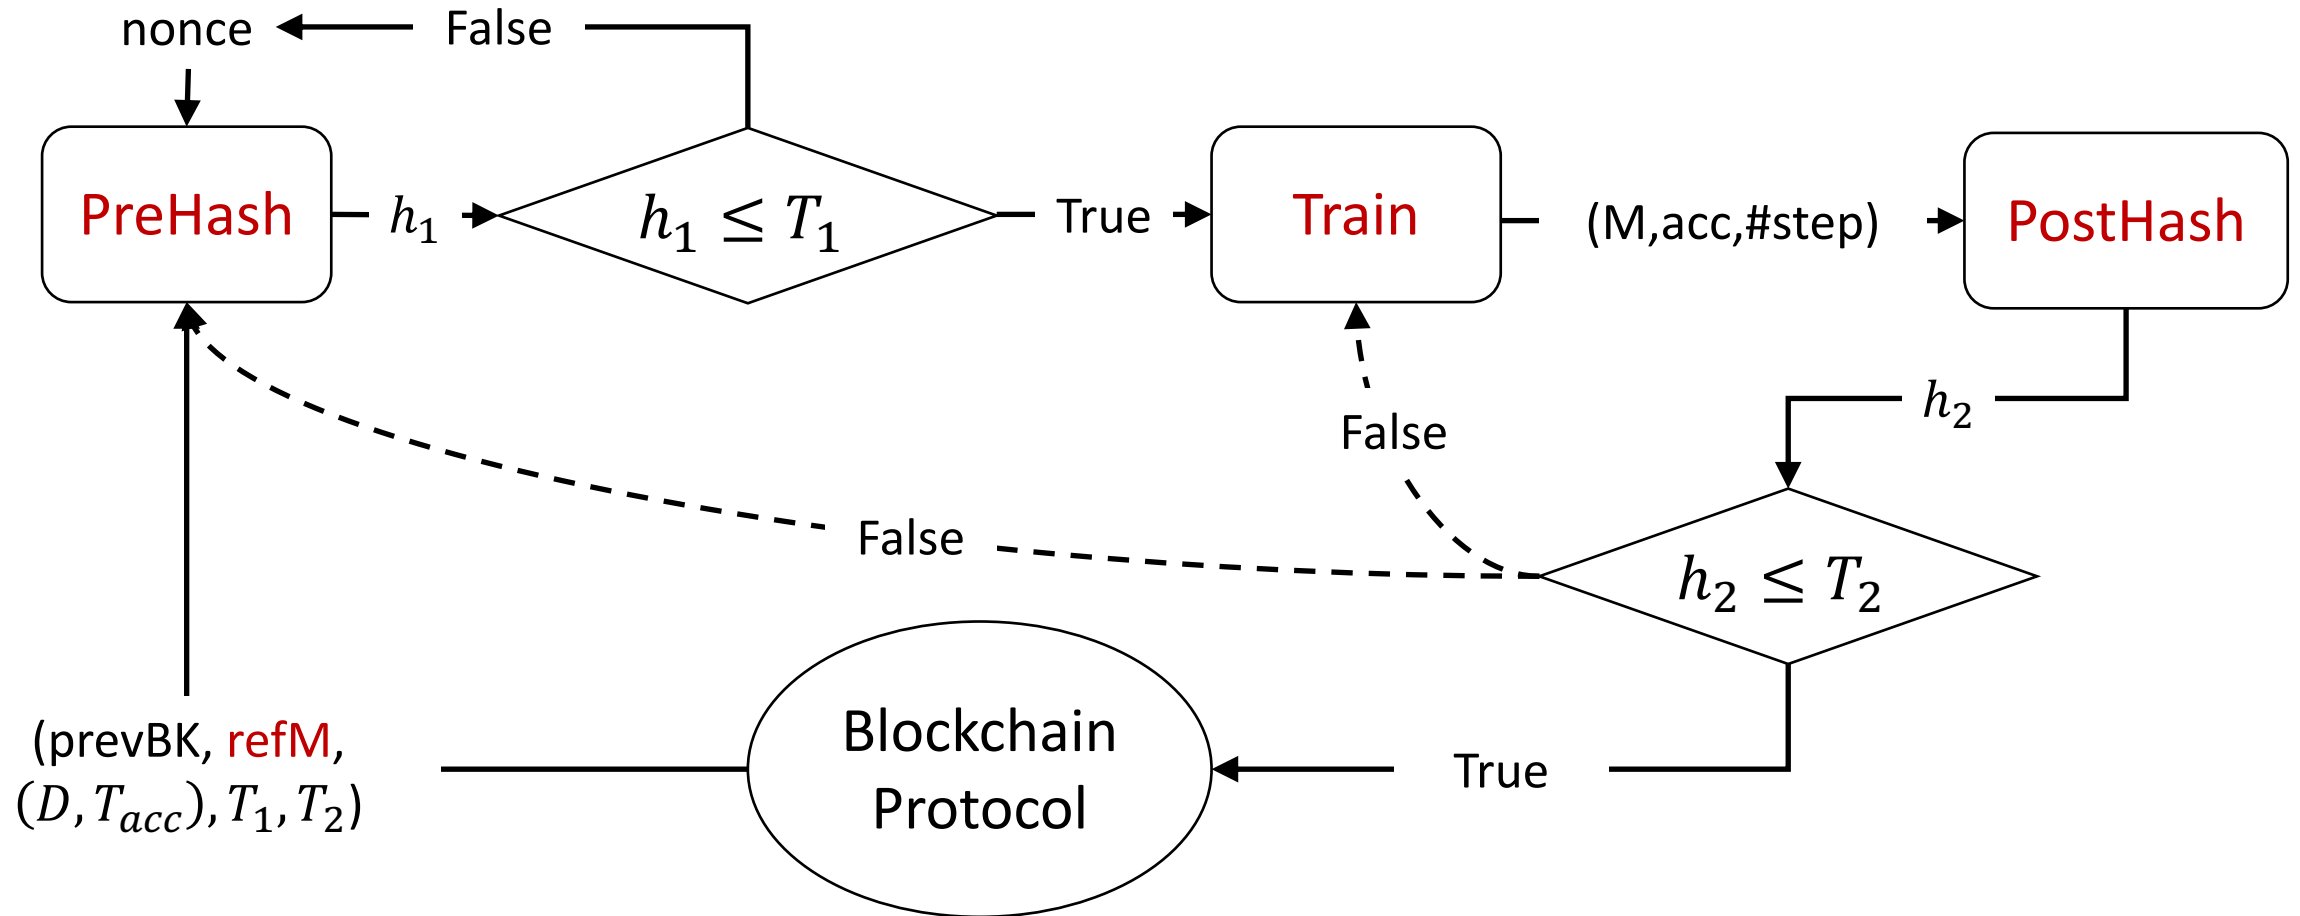 nonce
False
PreHash
h₁
h₁ ≤ T₁
True
Train
(M,acc,#step)
PostHash
h₂
False
False
h₂ ≤ T₂
True
Blockchain
Protocol
(prevBK, refM,
(D,Tₐcc),T₁,T₂)